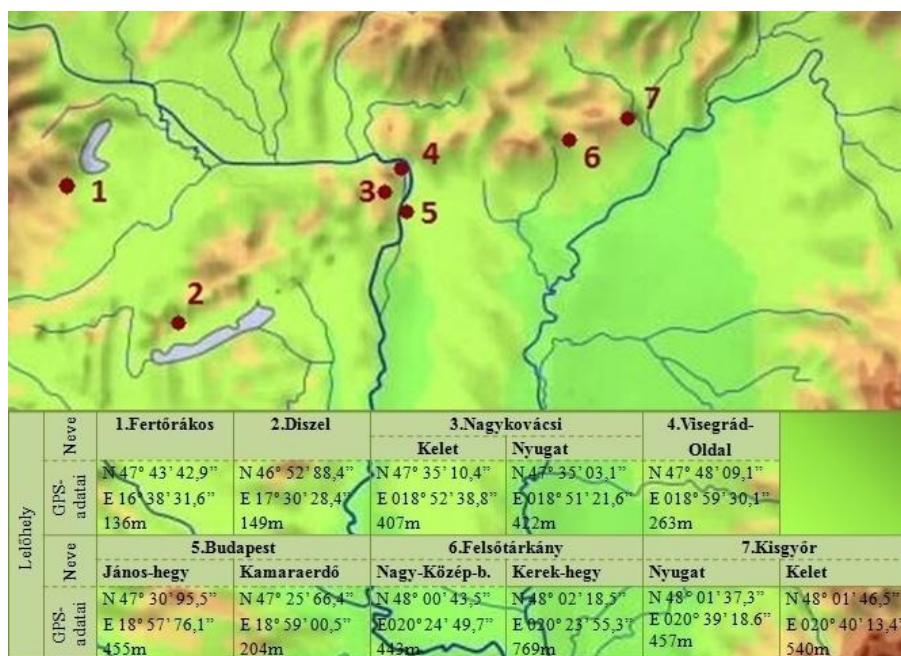 1
2
3
4
5
6
7
Lelőhely
Neve
1.Fertőrákos
2.Diszel
3.Nagykovácsi
4.Visegrád-
Oldal
Kelet
Nyugat
GPS-
adatai
N 47° 43' 42,9”
E 16° 38' 31,6”
136m
N 46° 52' 88,4”
E 17° 30' 28,4”
149m
N 47° 35' 10,4”
E 018° 52' 38,8”
407m
N 47° 35' 03,1”
E 018° 51' 21,6”
422m
N 47° 48' 09,1”
E 018° 59' 30,1”
263m
Neve
5.Budapest
6.Felsőtárkány
7.Kisgyőr
János-hegy
Kamaraerdő
Nagy-Közép-b.
Kerek-hegy
Nyugat
Kelet
GPS-
adatai
N 47° 30' 95,5”
E 18° 57' 76,1”
455m
N 47° 25' 66,4”
E 18° 59' 00,5”
204m
N 48° 00' 43,5”
E 020° 24' 49,7”
443m
N 48° 02' 18,5”
E 020° 23' 55,3”
769m
N 48° 01' 37,3”
E 020° 39' 18.6”
457m
N 48° 01' 46,5”
E 020° 40' 13,4”
540m